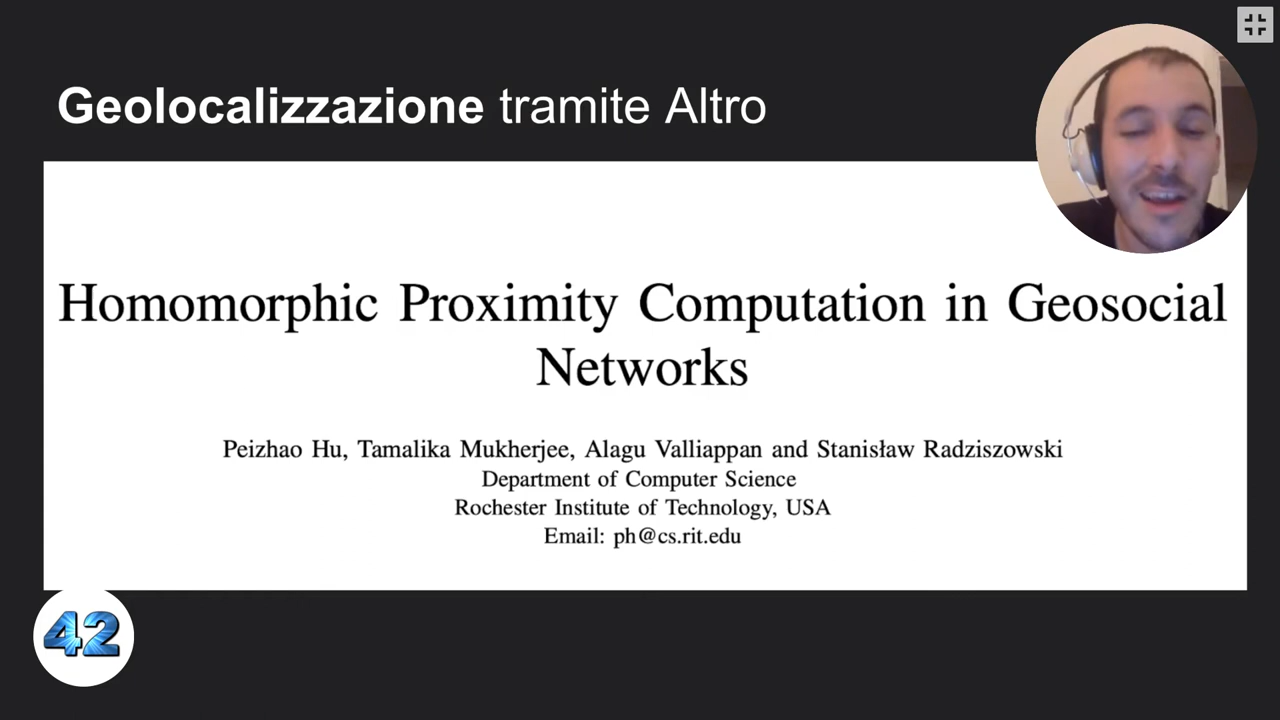 Geolocalizzazione tramite Altro
Homomorphic Proximity Computation in Geosocial
Networks
Peizhao Hu, Tamalika Mukherjee, Alagu Valliappan and Stanisław Radziszowski
Department of Computer Science
Rochester Institute of Technology, USA
Email: ph@cs.rit.edu
42